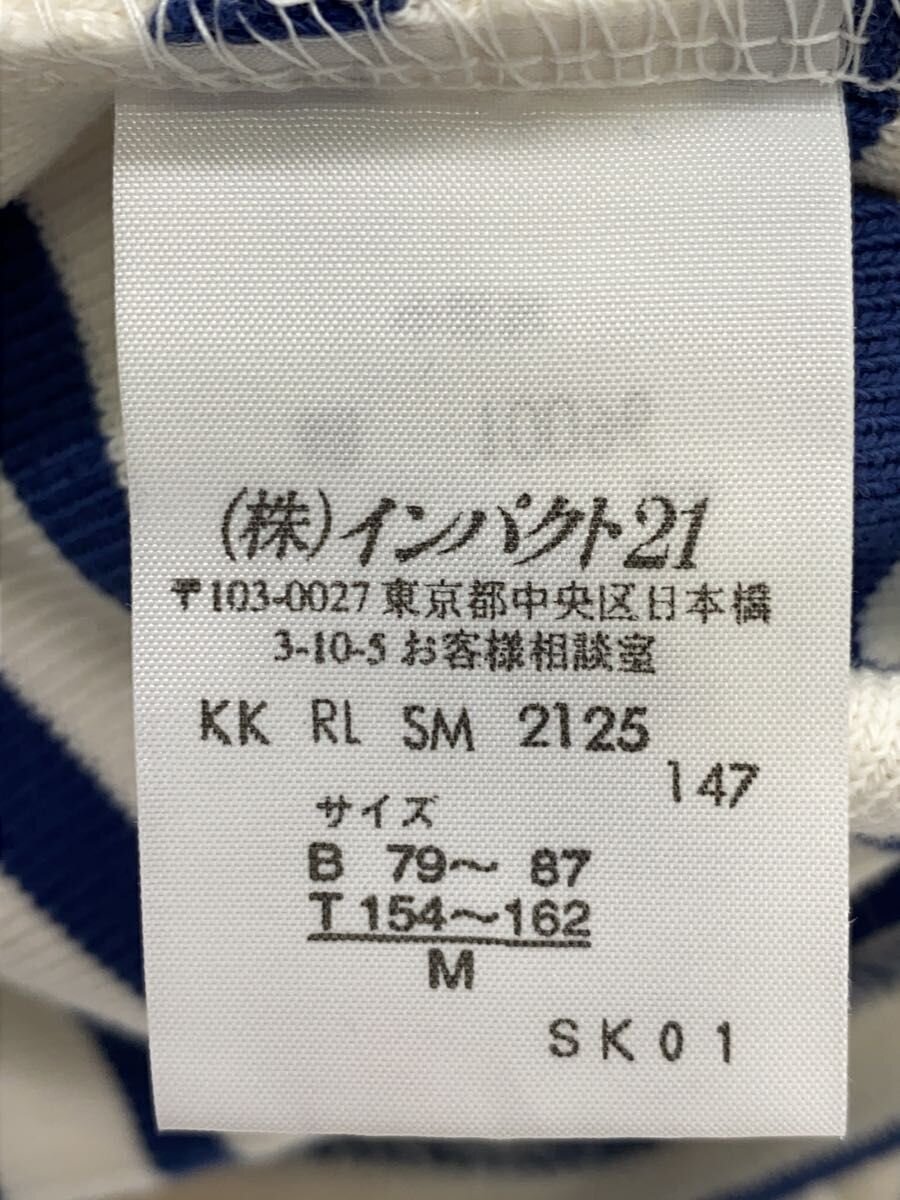 (株)インパクト21
〒103-0027 東京都中央区日本橋
3-10-5 お客様相談室
KK RL SM 2125
147
サイズ
B 79～ 87
T 154～162
M
SK01